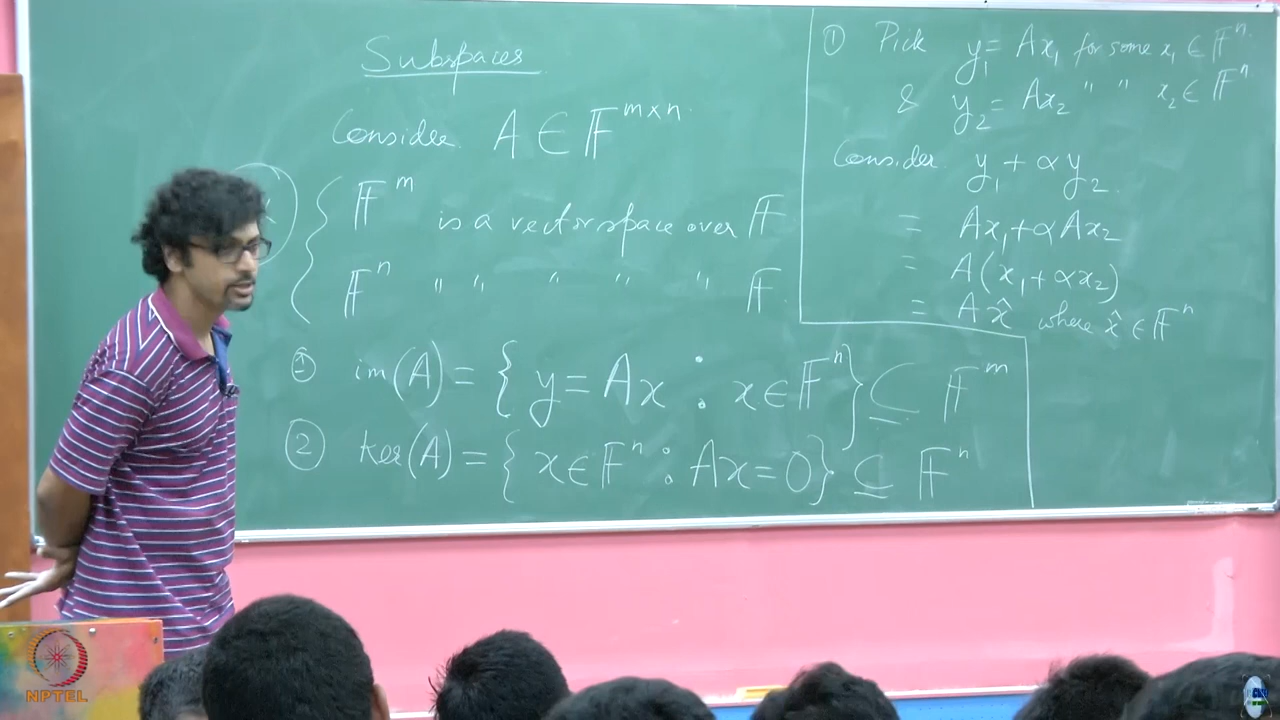 Subspaces
Consider A ∈ 𝔽^{m×n}
𝔽^m is a vector space over 𝔽
𝔽^n " " " " " 𝔽
① im(A) = { y = Ax : x ∈ 𝔽^n } ⊆ 𝔽^m
② ker(A) = { x ∈ 𝔽^n : Ax = 0 } ⊆ 𝔽^n
① Pick y₁ = Ax₁ for some x₁ ∈ 𝔽^n
& y₂ = Ax₂ " " x₂ ∈ 𝔽^n
Consider y₁ + αy₂
= Ax₁ + αAx₂
= A(x₁ + αx₂)
= Ax̂ where x̂ ∈ 𝔽^n
NPTEL